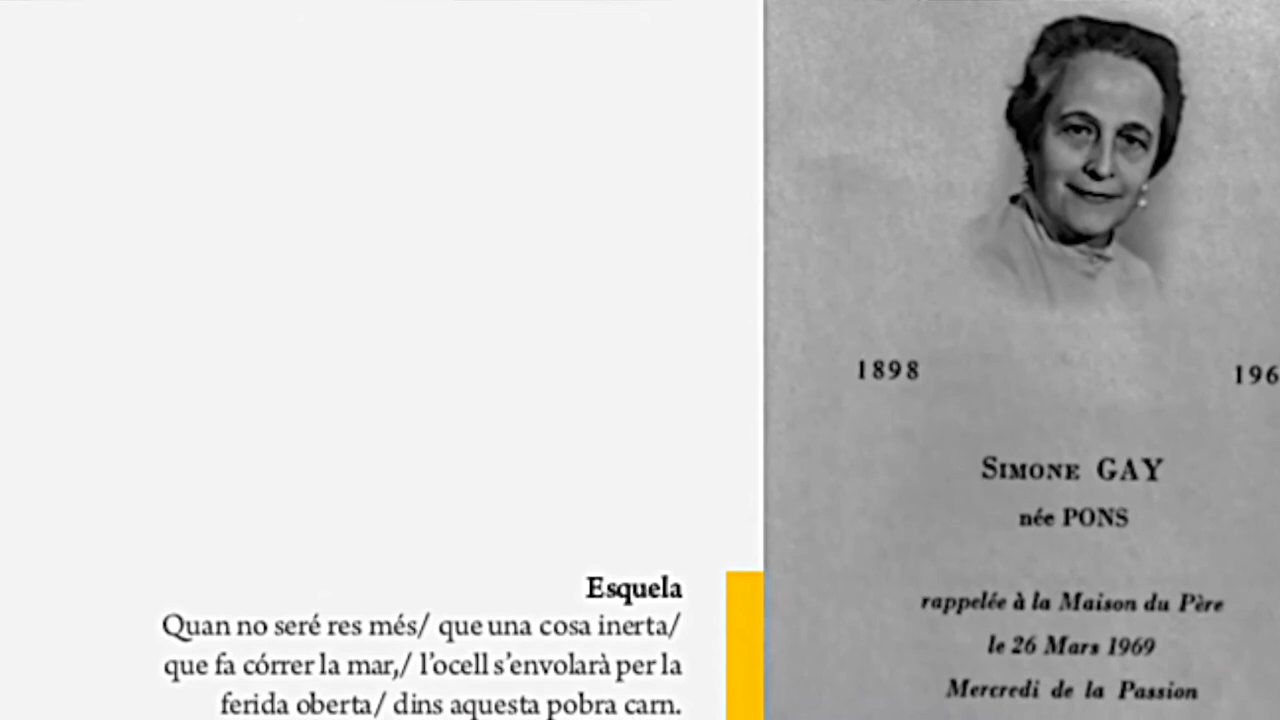 Esquela
Quan no seré res més/ que una cosa inerta/
que fa córrer la mar,/ l'ocell s'envolarà per la
ferida oberta/ dins aquesta pobra carn.
1898 196
SIMONE GAY
née PONS
rappelée à la Maison du Père
le 26 Mars 1969
Mercredi de la Passion